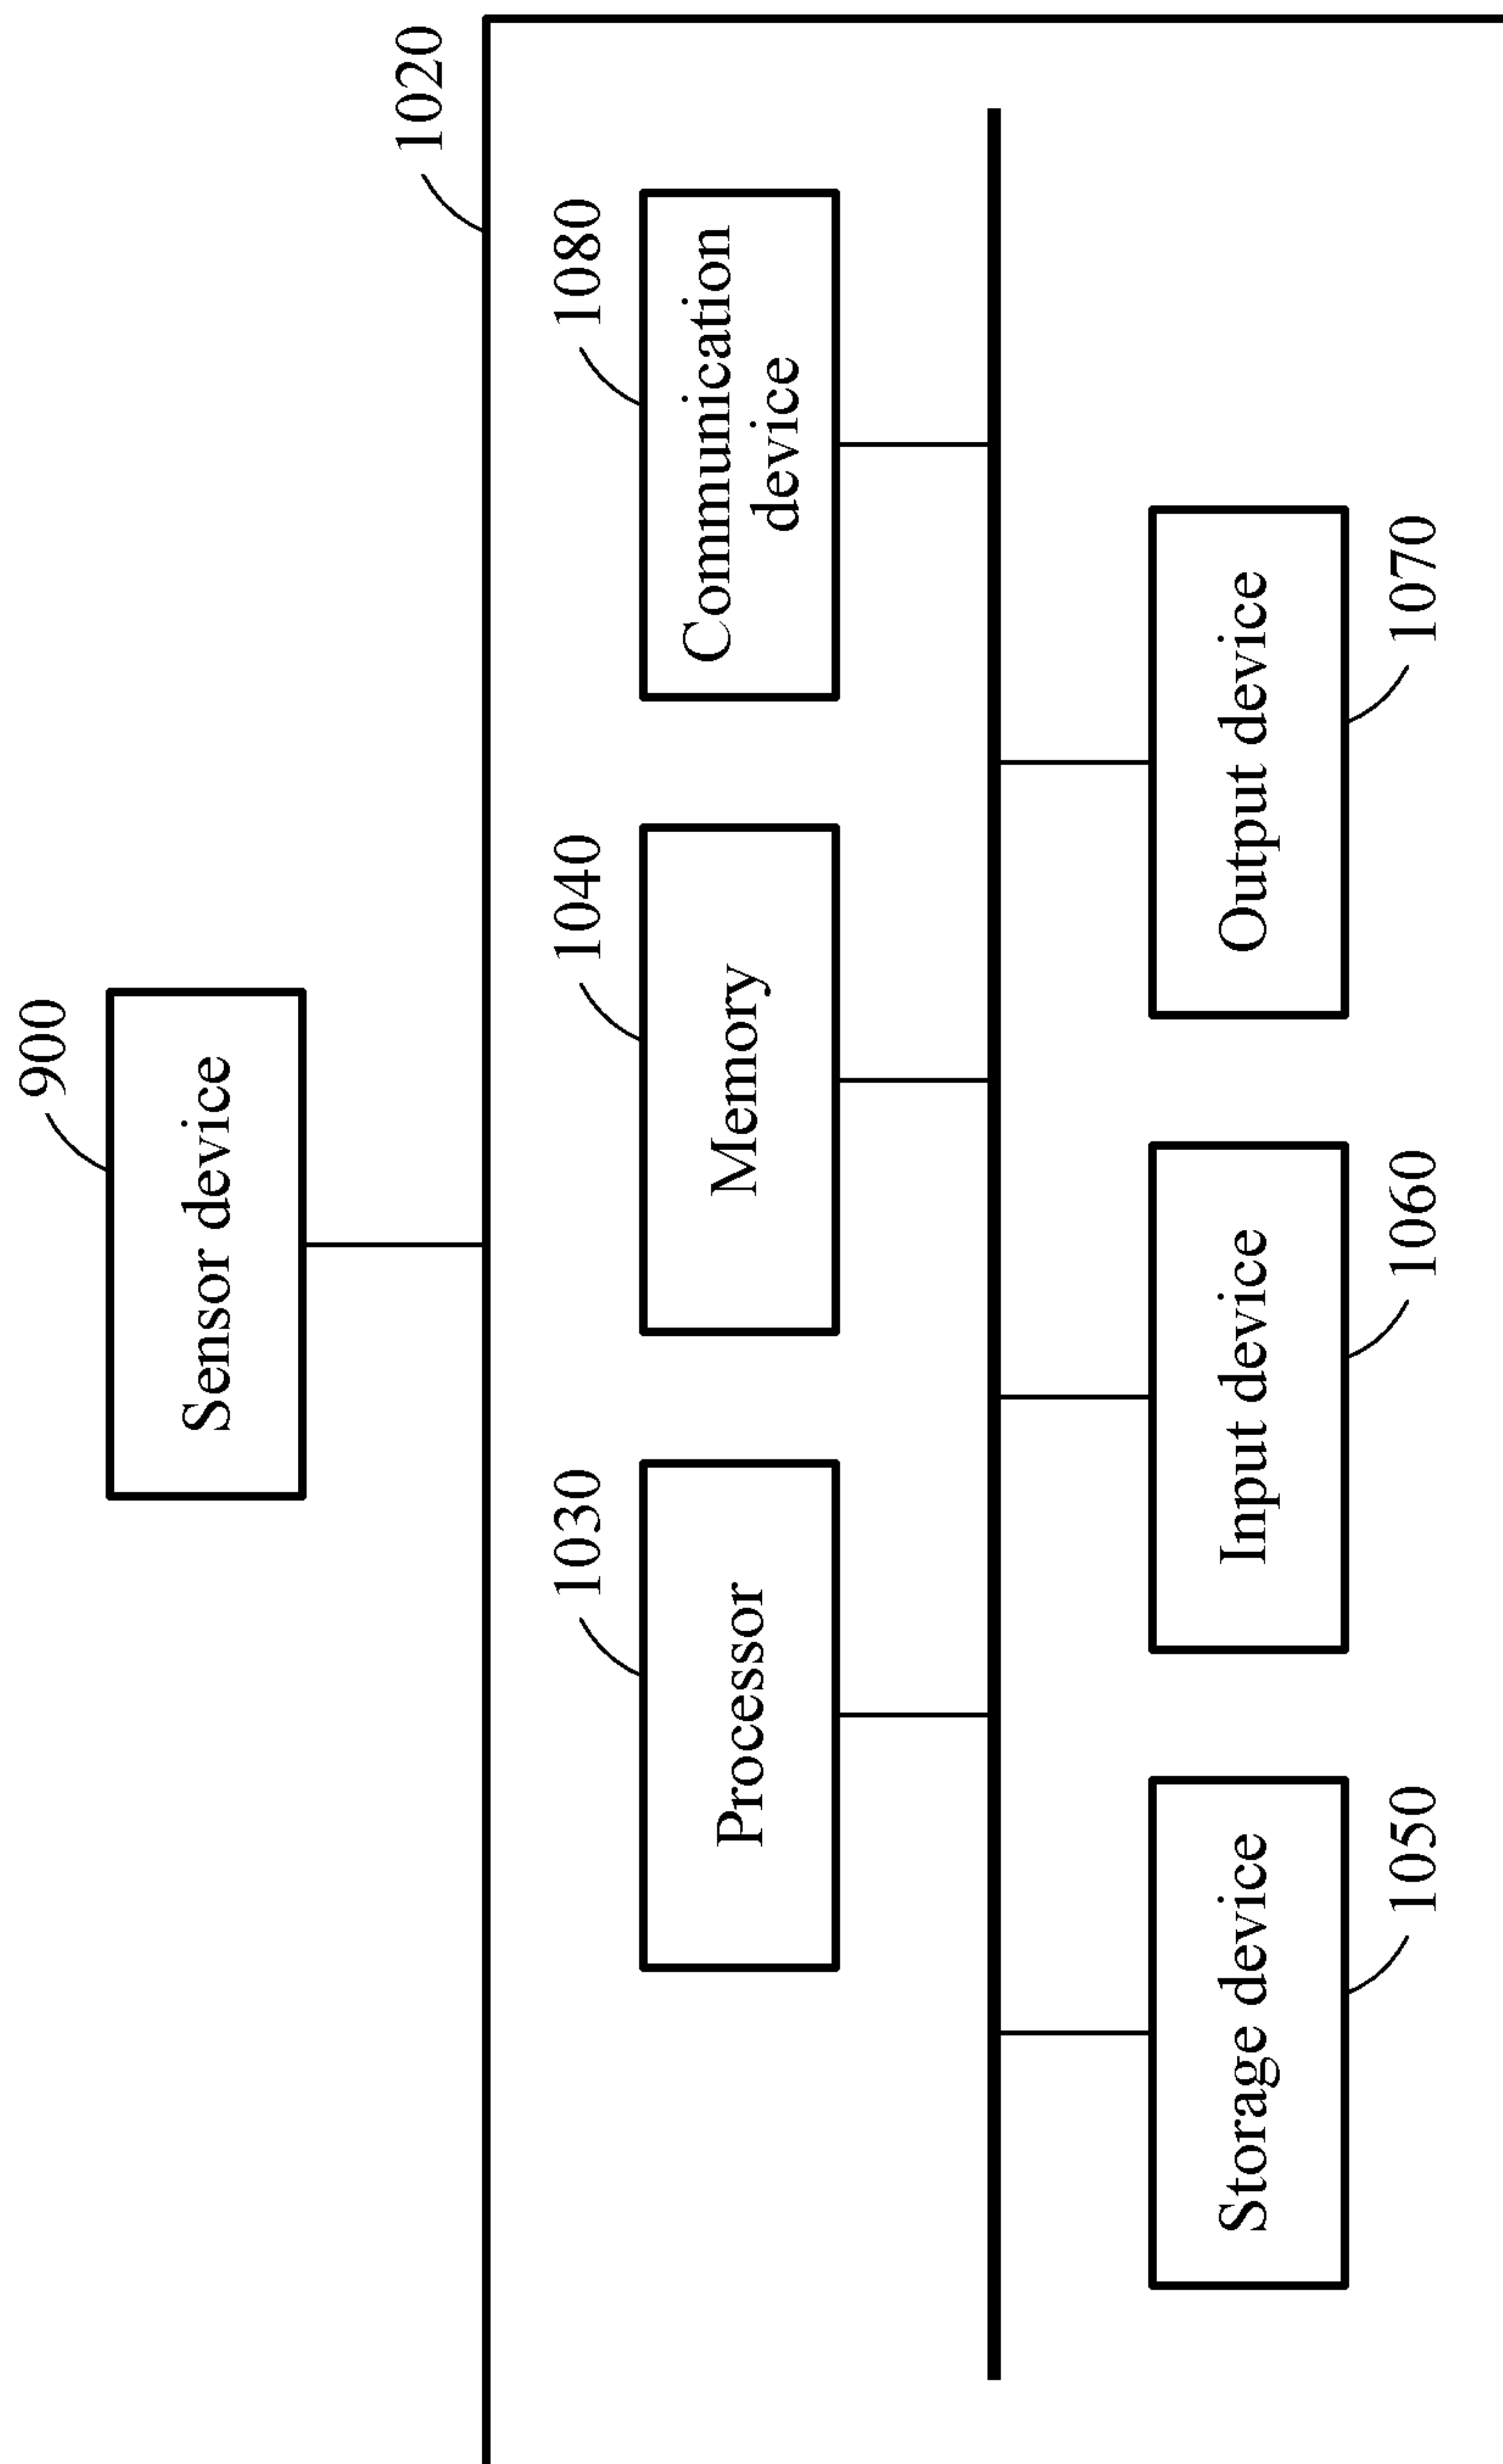 900
Sensor device
1020
1030
1040
1080
Processor
Memory
Communication
device
Storage device
Input device
Output device
1050
1060
1070